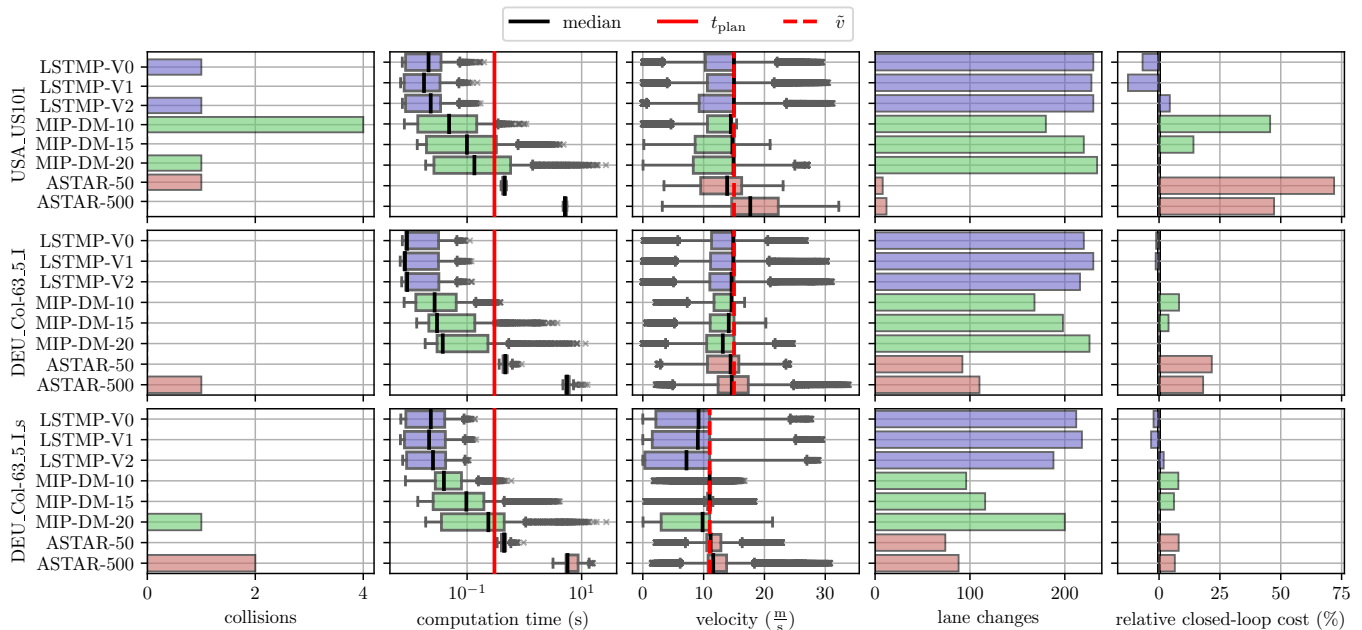 median t_plan ṽ
USA_US101
LSTMP-V0
LSTMP-V1
LSTMP-V2
MIP-DM-10
MIP-DM-15
MIP-DM-20
ASTAR-50
ASTAR-500
DEU_Col-63_5_I
LSTMP-V0
LSTMP-V1
LSTMP-V2
MIP-DM-10
MIP-DM-15
MIP-DM-20
ASTAR-50
ASTAR-500
DEU_Col-63_5_I_s
LSTMP-V0
LSTMP-V1
LSTMP-V2
MIP-DM-10
MIP-DM-15
MIP-DM-20
ASTAR-50
ASTAR-500
0 2 4 10⁻¹ 10¹ 0 10 20 30 0 100 200 0 25 50 75
collisions computation time (s) velocity (m/s) lane changes relative closed-loop cost (%)